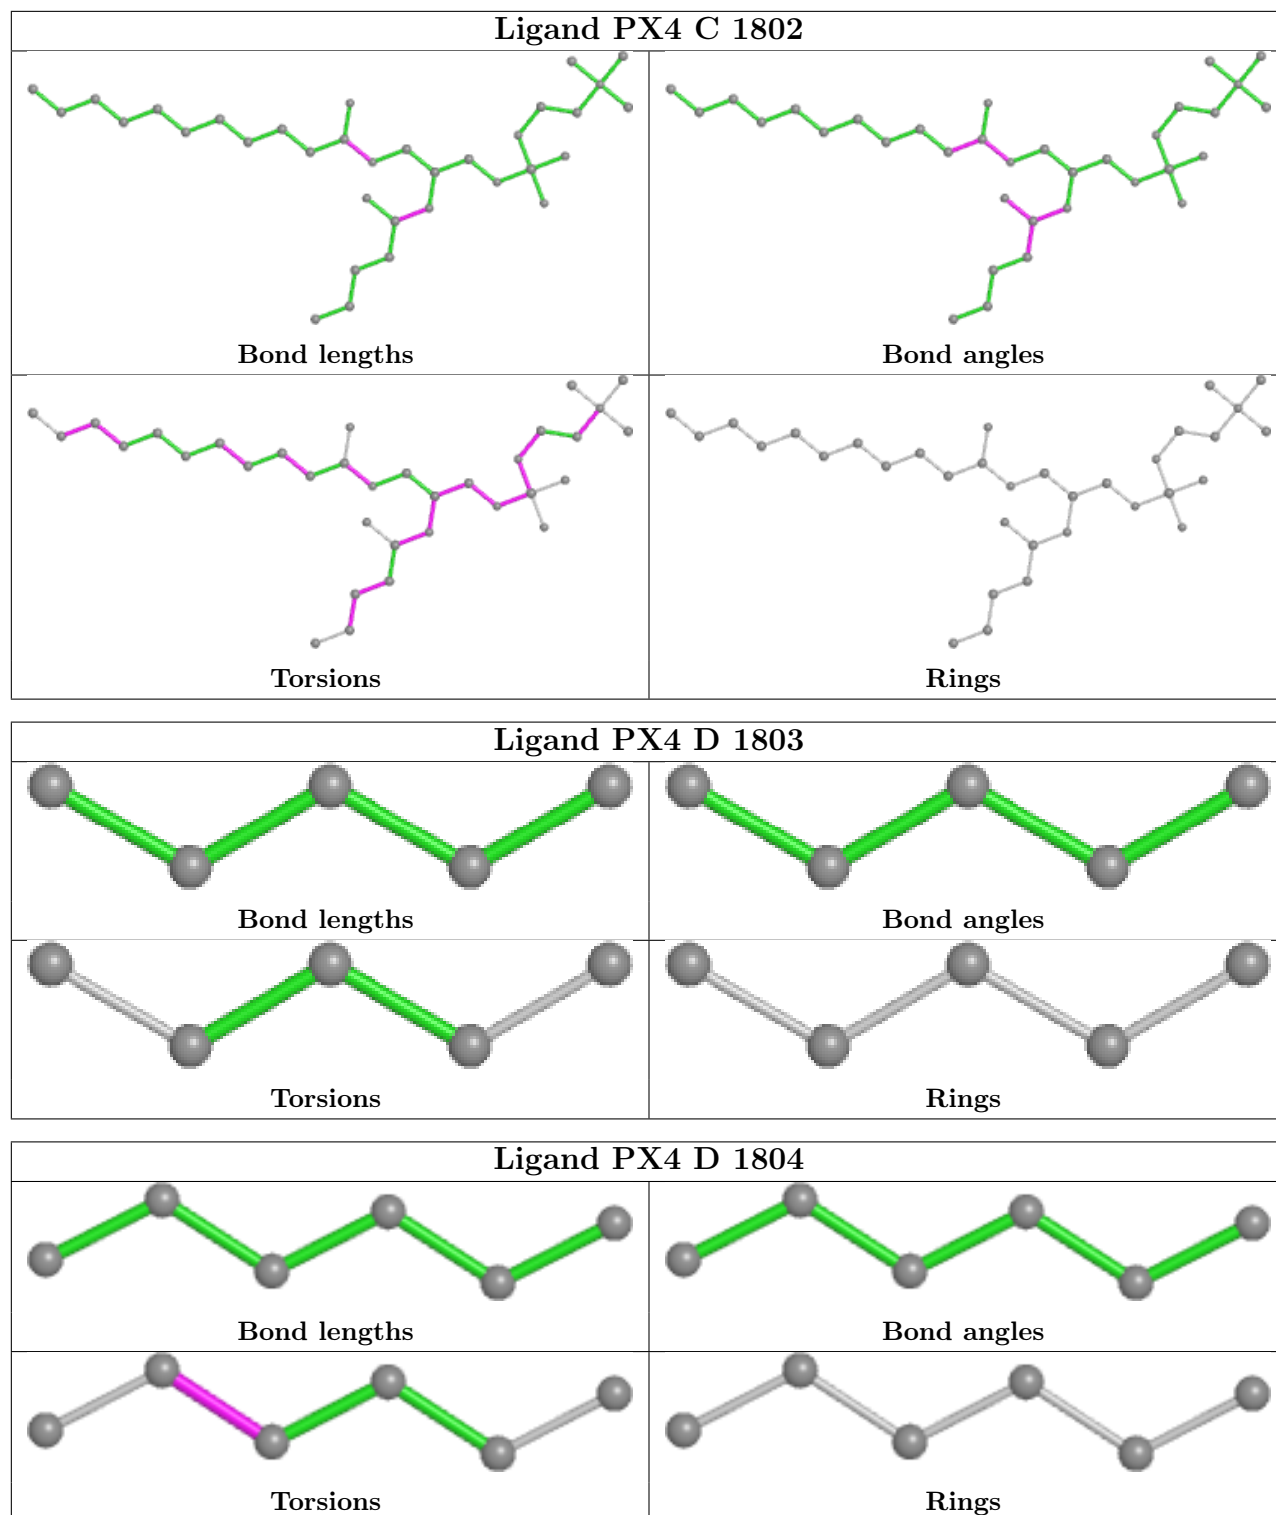 Ligand PX4 C 1802
Bond lengths
Bond angles
Torsions
Rings
Ligand PX4 D 1803
Bond lengths
Bond angles
Torsions
Rings
Ligand PX4 D 1804
Bond lengths
Bond angles
Torsions
Rings